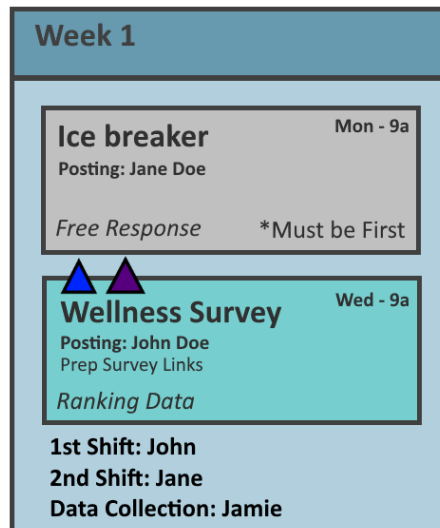 Week 1
Ice breaker
Mon - 9a
Posting: Jane Doe
Free Response
*Must be First
Wellness Survey
Wed - 9a
Posting: John Doe
Prep Survey Links
Ranking Data
1st Shift: John
2nd Shift: Jane
Data Collection: Jamie